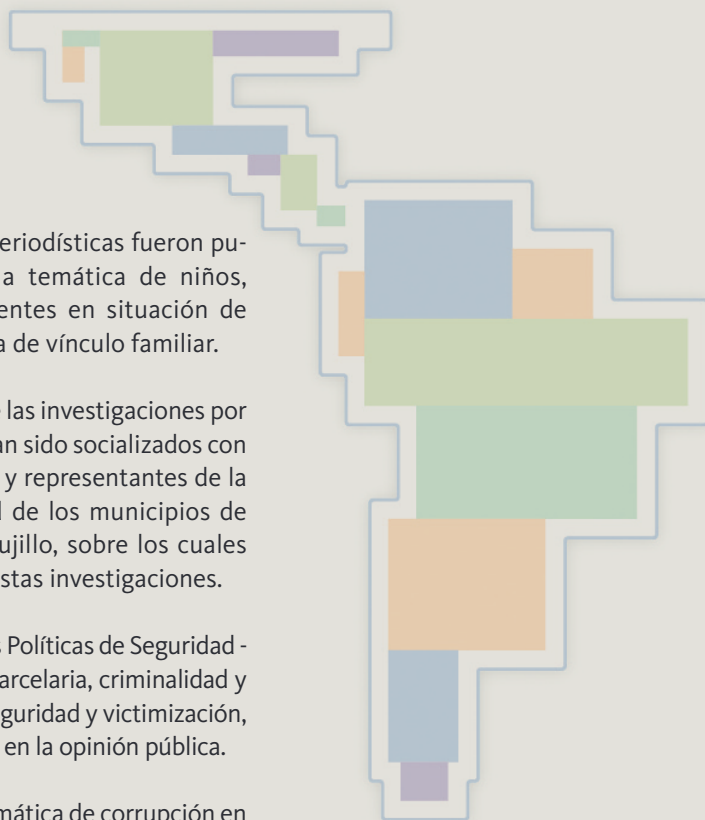 eriodísticas fueron pu-
a temática de niños,
entes en situación de
a de vínculo familiar.
las investigaciones por
an sido socializados con
y representantes de la
l de los municipios de
ujillo, sobre los cuales
stas investigaciones.
s Políticas de Seguridad -
arcelaria, criminalidad y
guridad y victimización,
en la opinión pública.
mática de corrupción en